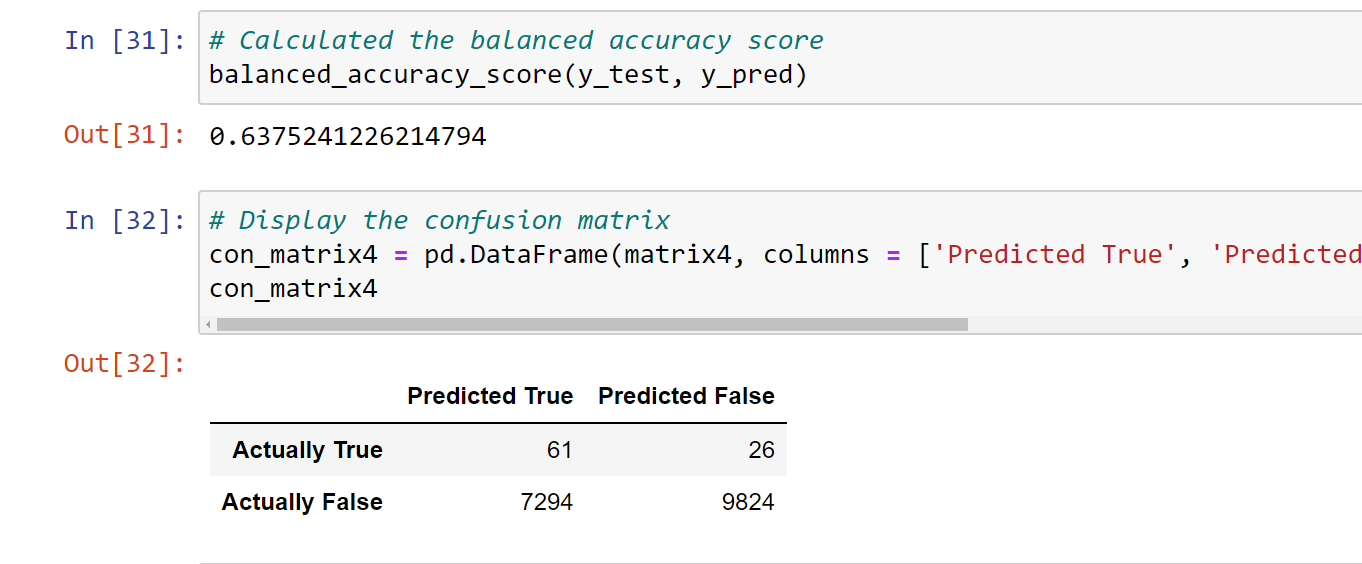 In [31]: # Calculated the balanced accuracy score
balanced_accuracy_score(y_test, y_pred)
Out[31]: 0.6375241226214794
In [32]: # Display the confusion matrix
con_matrix4 = pd.DataFrame(matrix4, columns = ['Predicted True', 'Predicted
con_matrix4
Out[32]:
Predicted True Predicted False
Actually True 61 26
Actually False 7294 9824